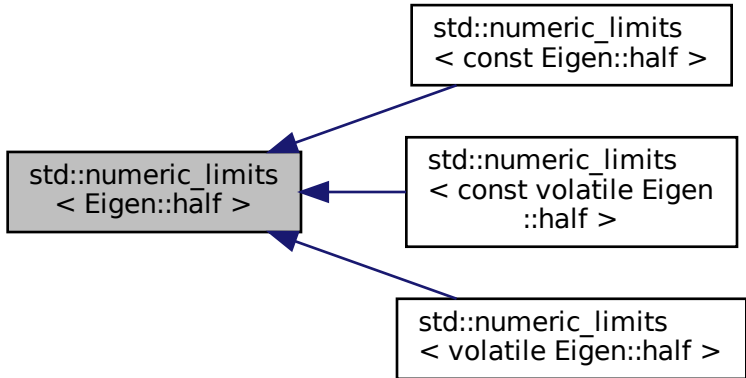 std::numeric_limits
< const Eigen::half >
std::numeric_limits
< Eigen::half >
std::numeric_limits
< const volatile Eigen
::half >
std::numeric_limits
< volatile Eigen::half >